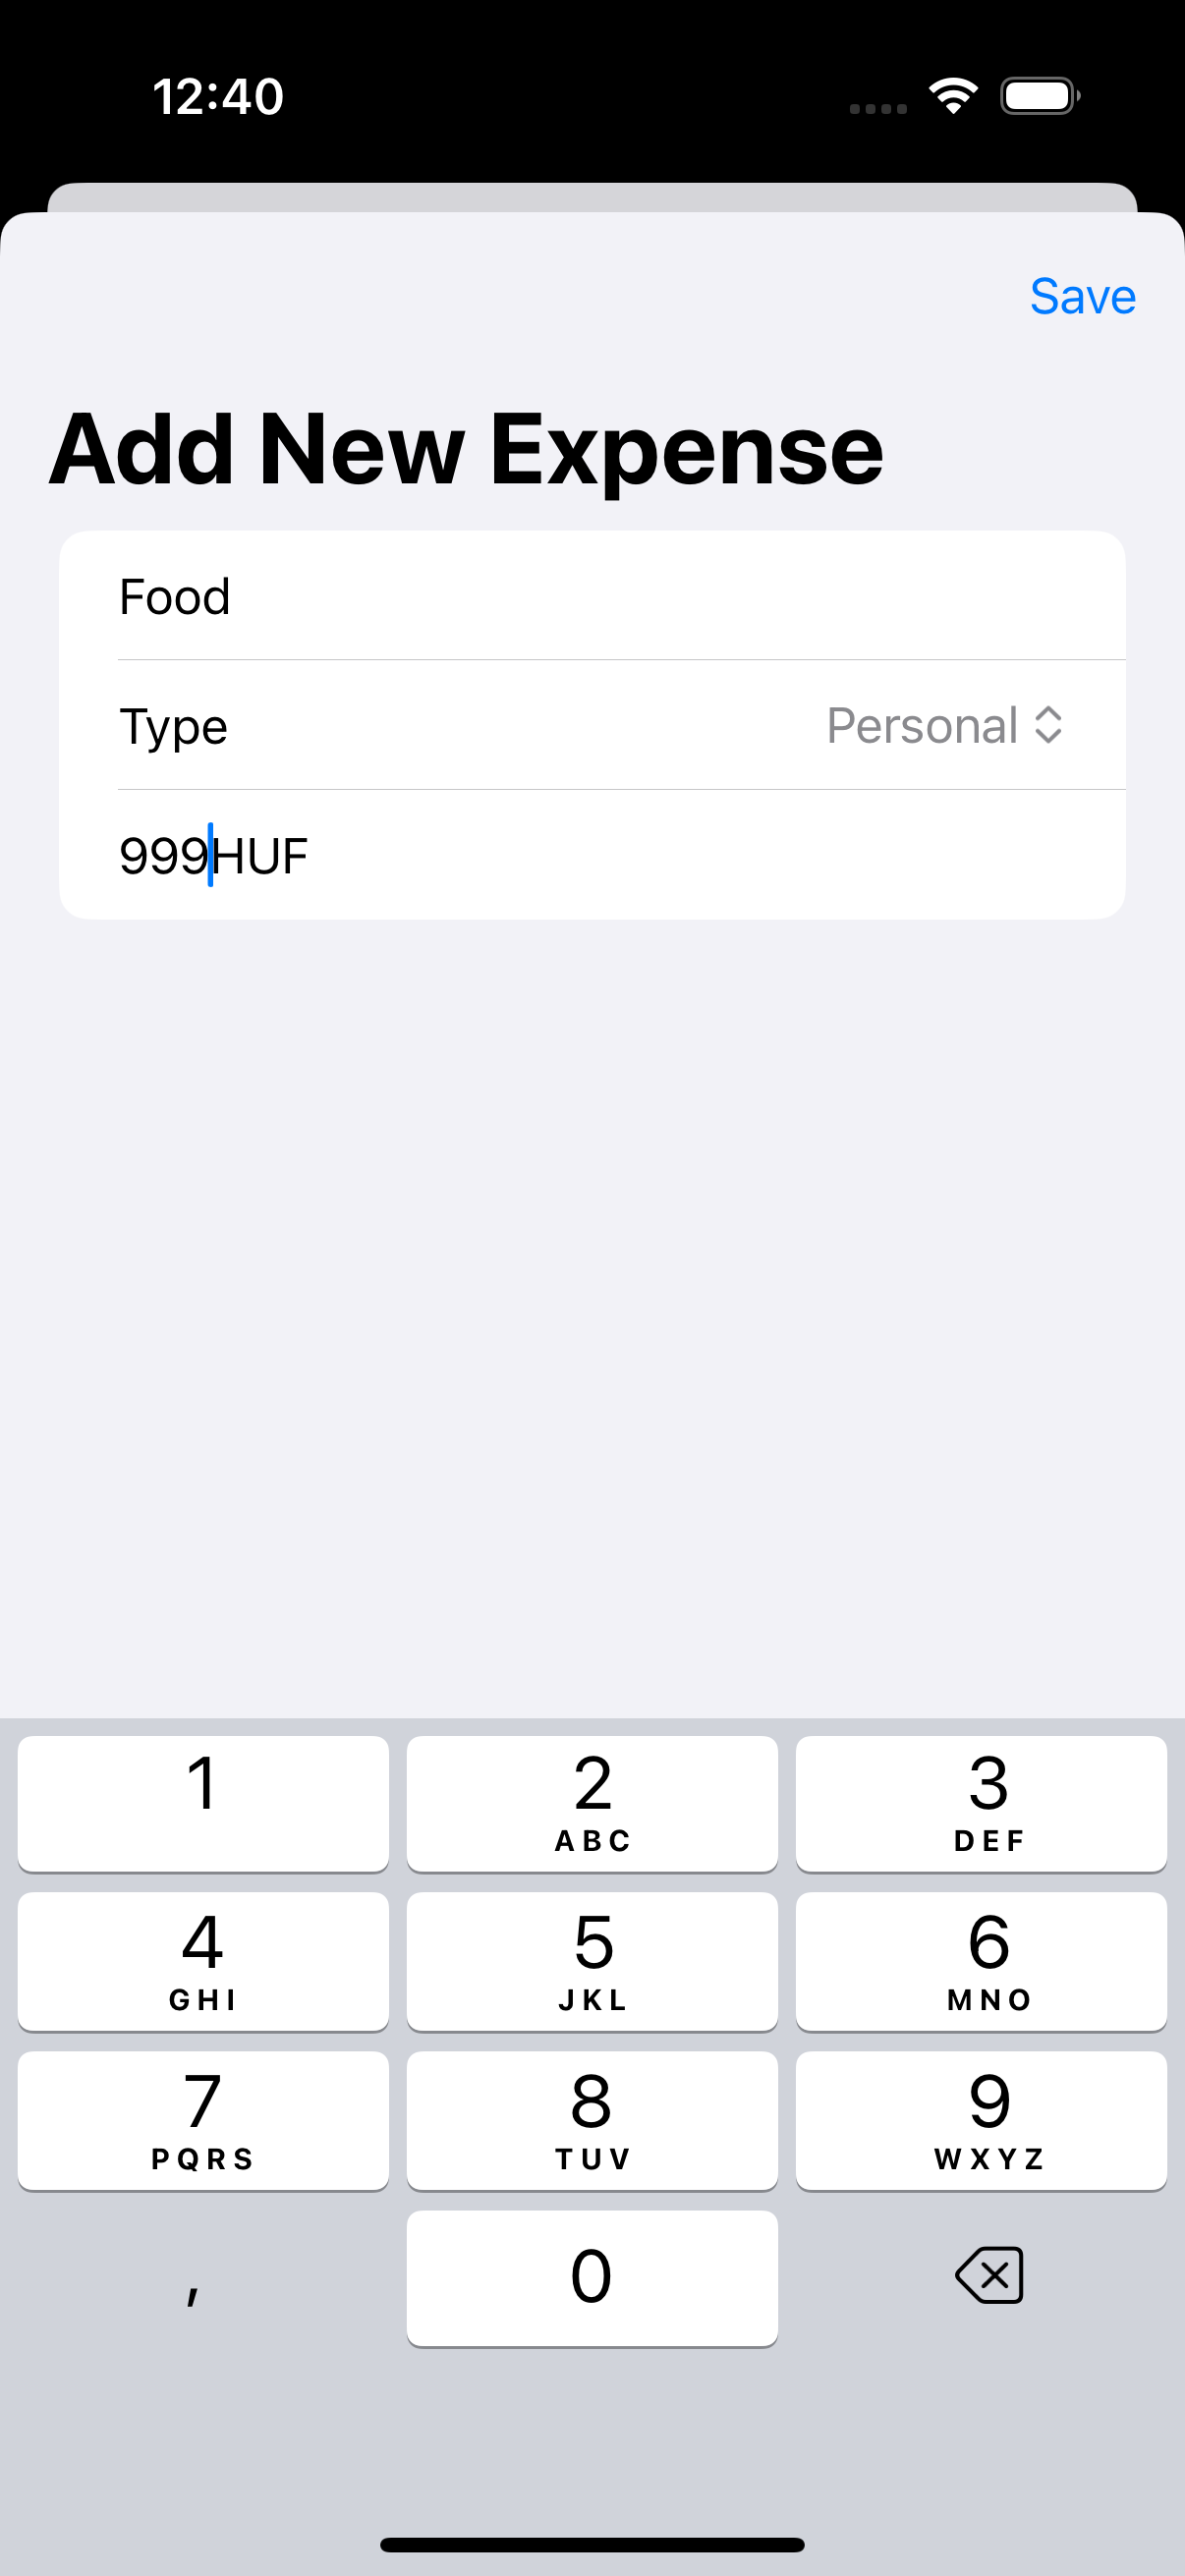 12:40
Save
Add New Expense
Food
Type Personal
999HUF
1 2 3
ABC DEF
4 5 6
GHI JKL MNO
7 8 9
PQRS TUV WXYZ
, 0